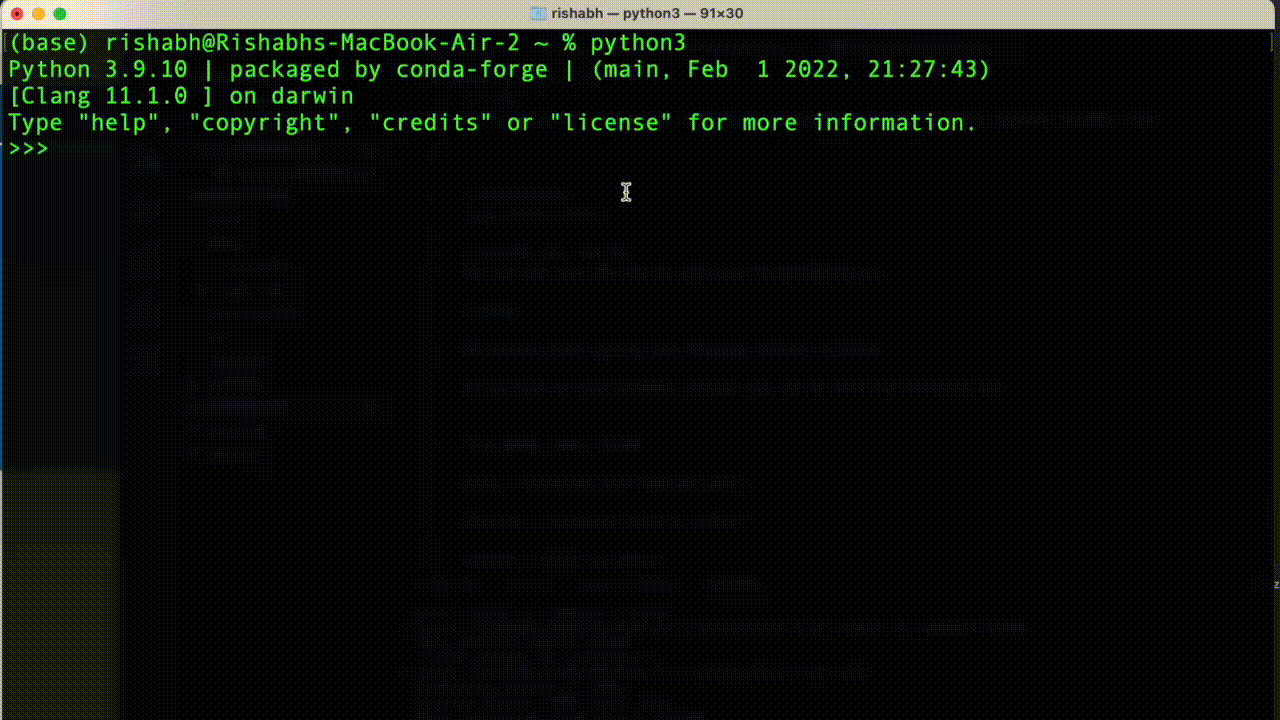 rishabh — python3 — 91×30
(base) rishabh@Rishabhs-MacBook-Air-2 ~ % python3
Python 3.9.10 | packaged by conda-forge | (main, Feb  1 2022, 21:27:43)
[Clang 11.1.0 ] on darwin
Type "help", "copyright", "credits" or "license" for more information.
>>>
z